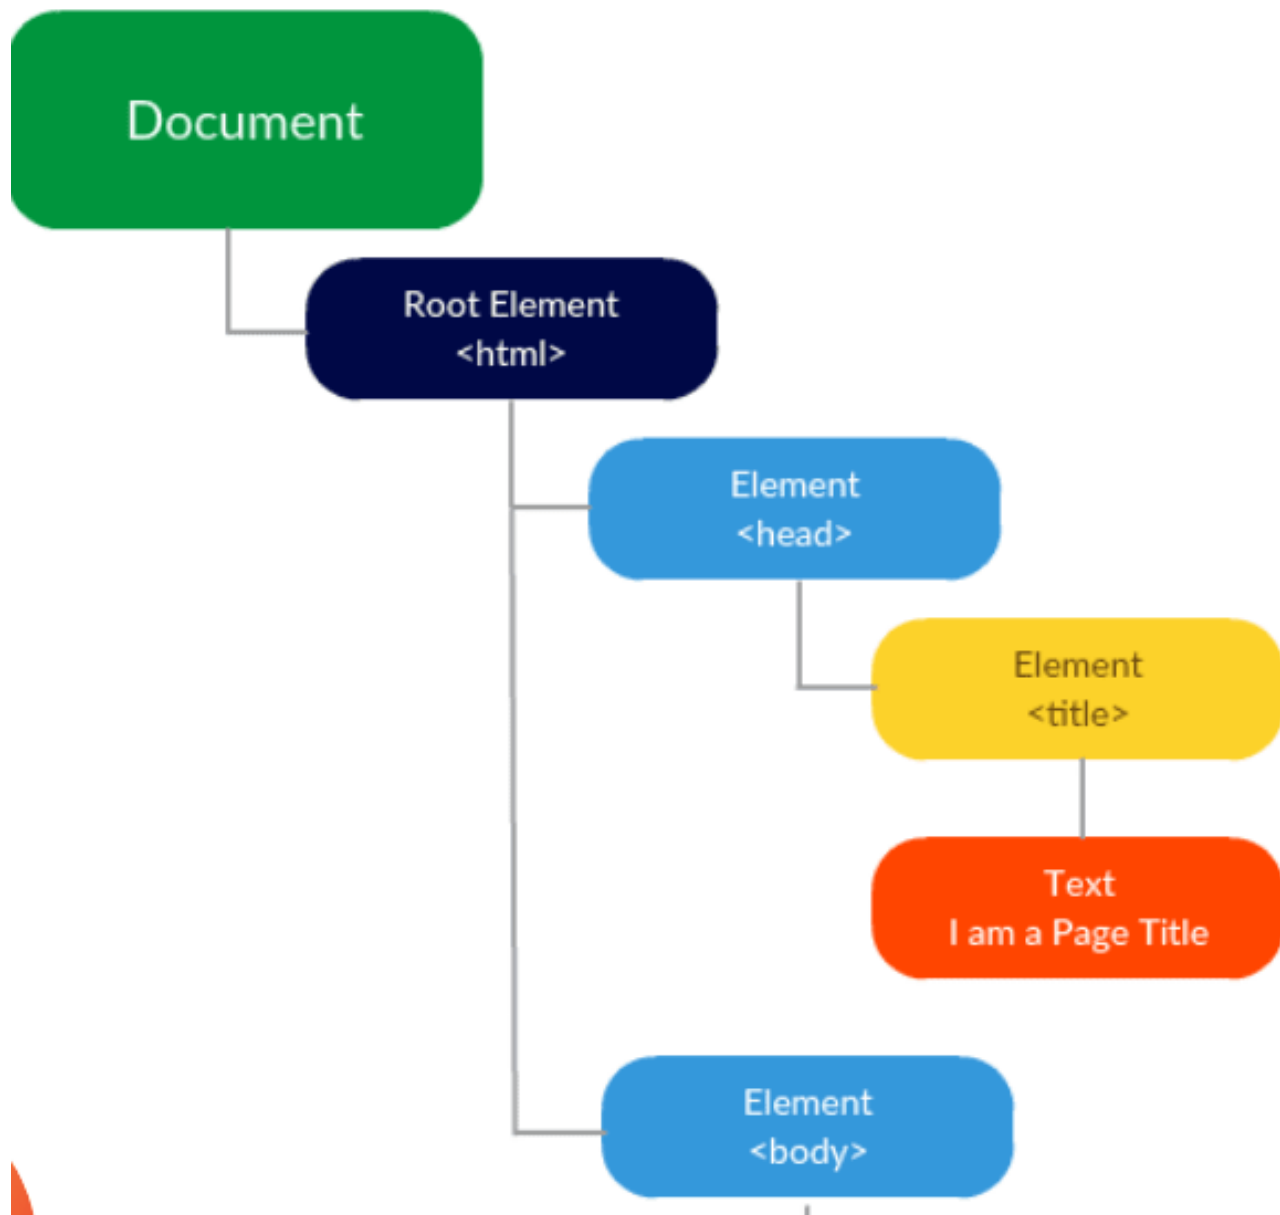 Document
Root Element
<html>
Element
<head>
Element
<title>
Text
I am a Page Title
Element
<body>